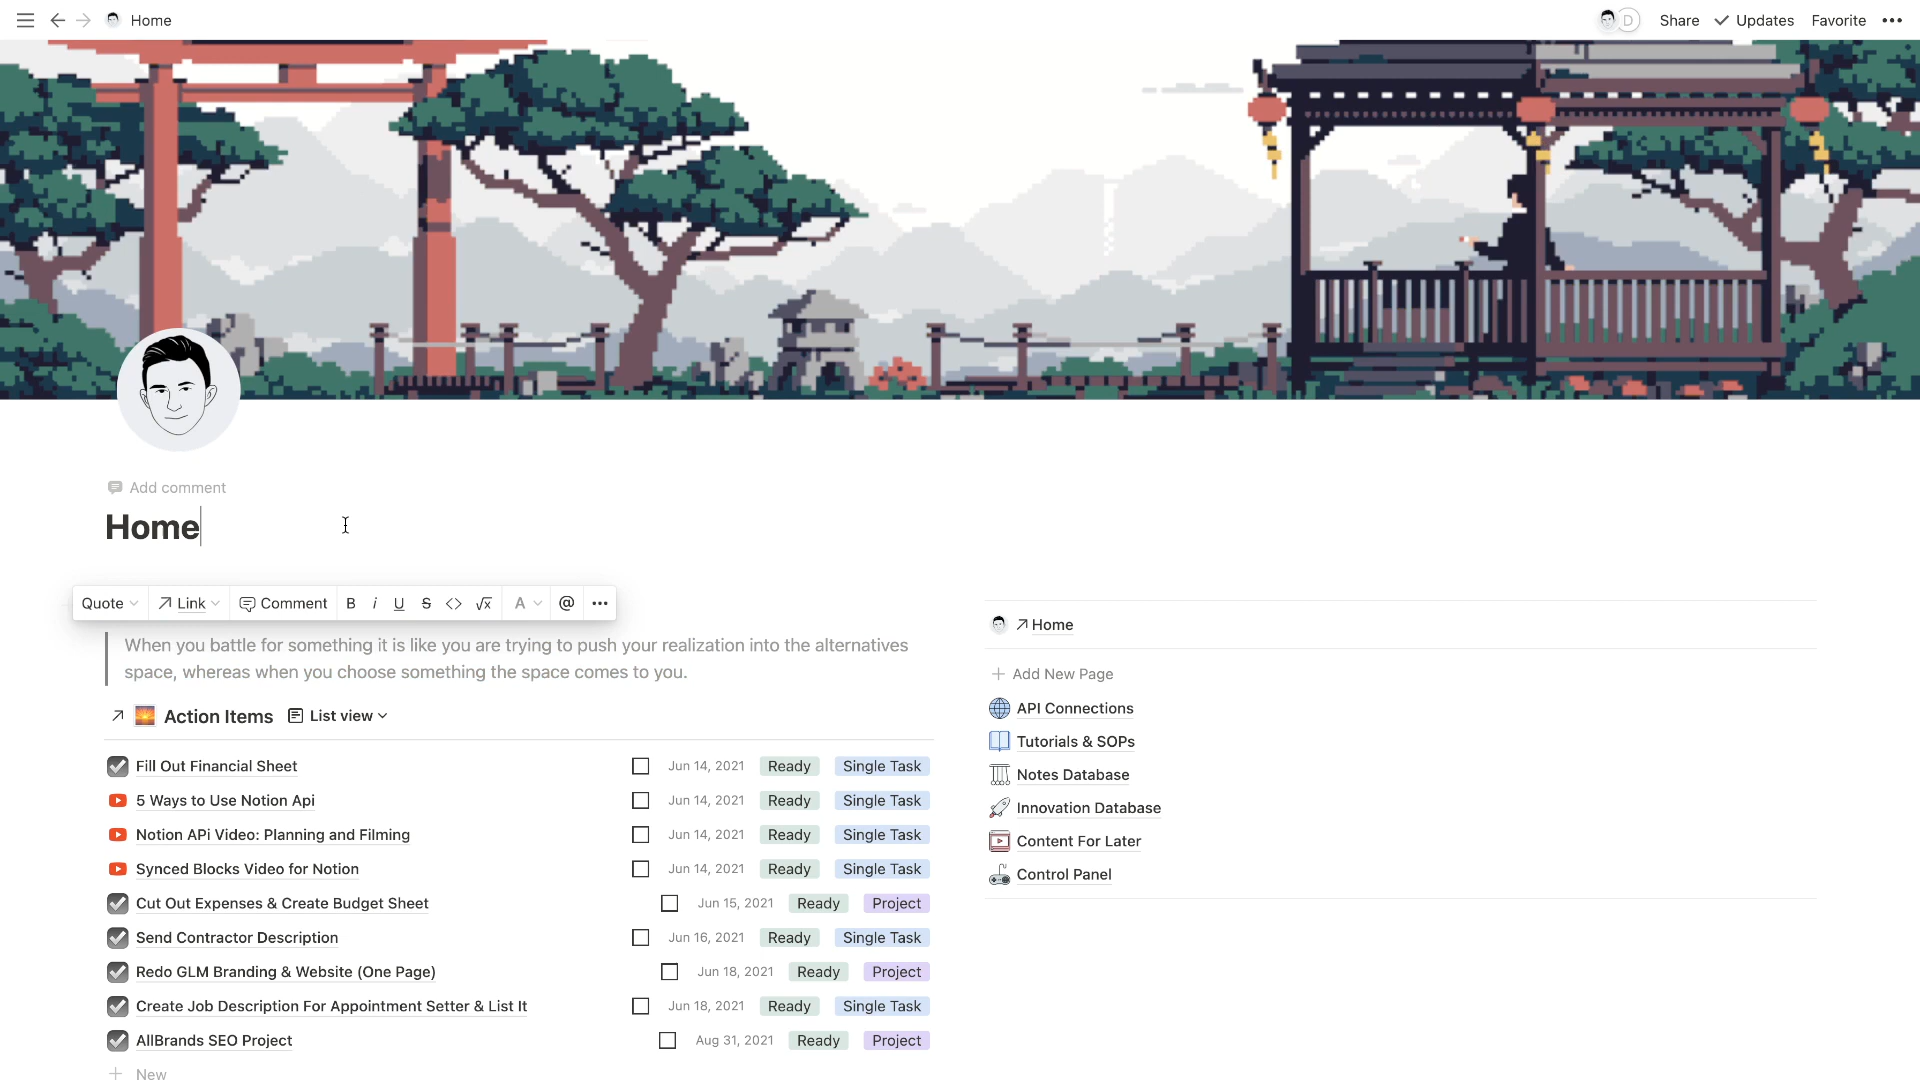 Home
D Share Updates Favorite •••
Add comment
Home
Quote Link Comment B i U S <> √x A @ •••
When you battle for something it is like you are trying to push your realization into the alternatives
space, whereas when you choose something the space comes to you.
Home
Add New Page
API Connections
Tutorials & SOPs
Notes Database
Innovation Database
Content For Later
Control Panel
Action Items List view
Fill Out Financial Sheet Jun 14, 2021 Ready Single Task
5 Ways to Use Notion Api Jun 14, 2021 Ready Single Task
Notion APi Video: Planning and Filming Jun 14, 2021 Ready Single Task
Synced Blocks Video for Notion Jun 14, 2021 Ready Single Task
Cut Out Expenses & Create Budget Sheet Jun 15, 2021 Ready Project
Send Contractor Description Jun 16, 2021 Ready Single Task
Redo GLM Branding & Website (One Page) Jun 18, 2021 Ready Project
Create Job Description For Appointment Setter & List It Jun 18, 2021 Ready Single Task
AllBrands SEO Project Aug 31, 2021 Ready Project
New